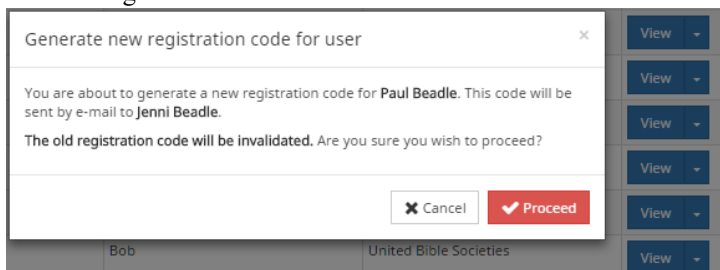 Generate new registration code for user ×
View
You are about to generate a new registration code for Paul Beadle. This code will be
sent by e-mail to Jenni Beadle.
View
The old registration code will be invalidated. Are you sure you wish to proceed?
View
View
Cancel Proceed
View
Bob United Bible Societies View